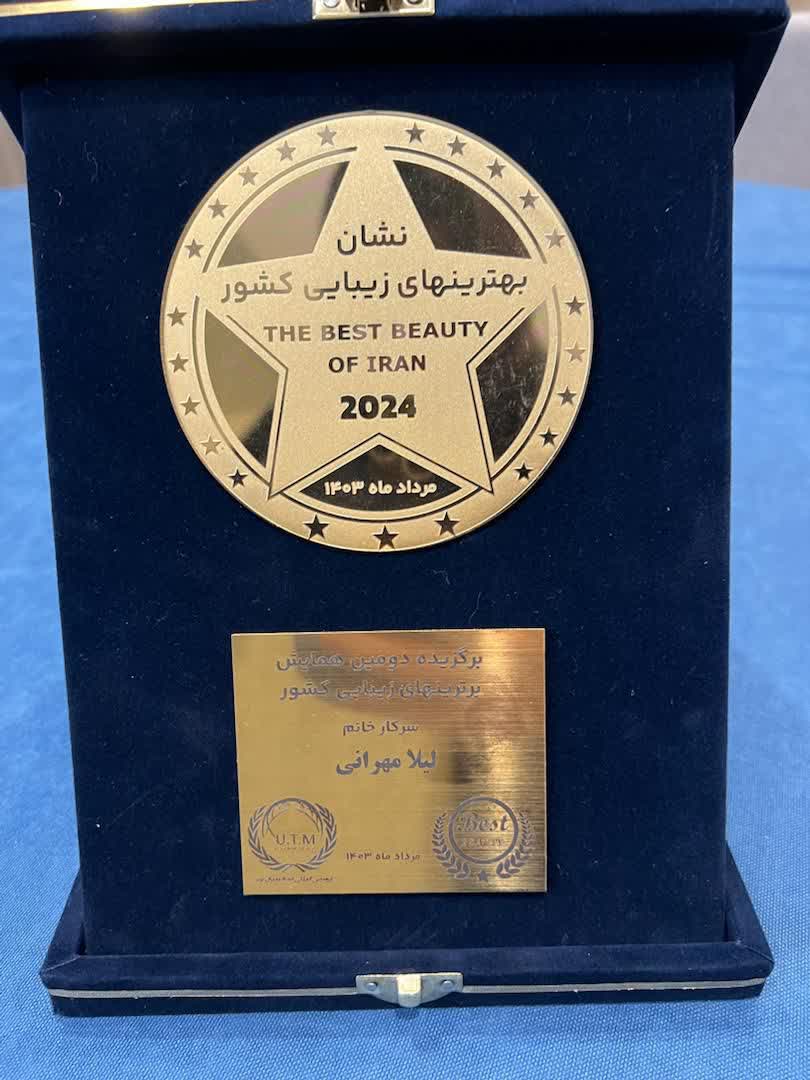 نشان
بهترینهای زیبایی کشور
THE BEST BEAUTY
OF IRAN
2024
مرداد ماه ۱۴۰۳
برگزیده دومین همایش
برترینهای زیبایی کشور
سرکار خانم
لیلا مهرانی
U.T.M
Best
مرداد ماه ۱۴۰۳